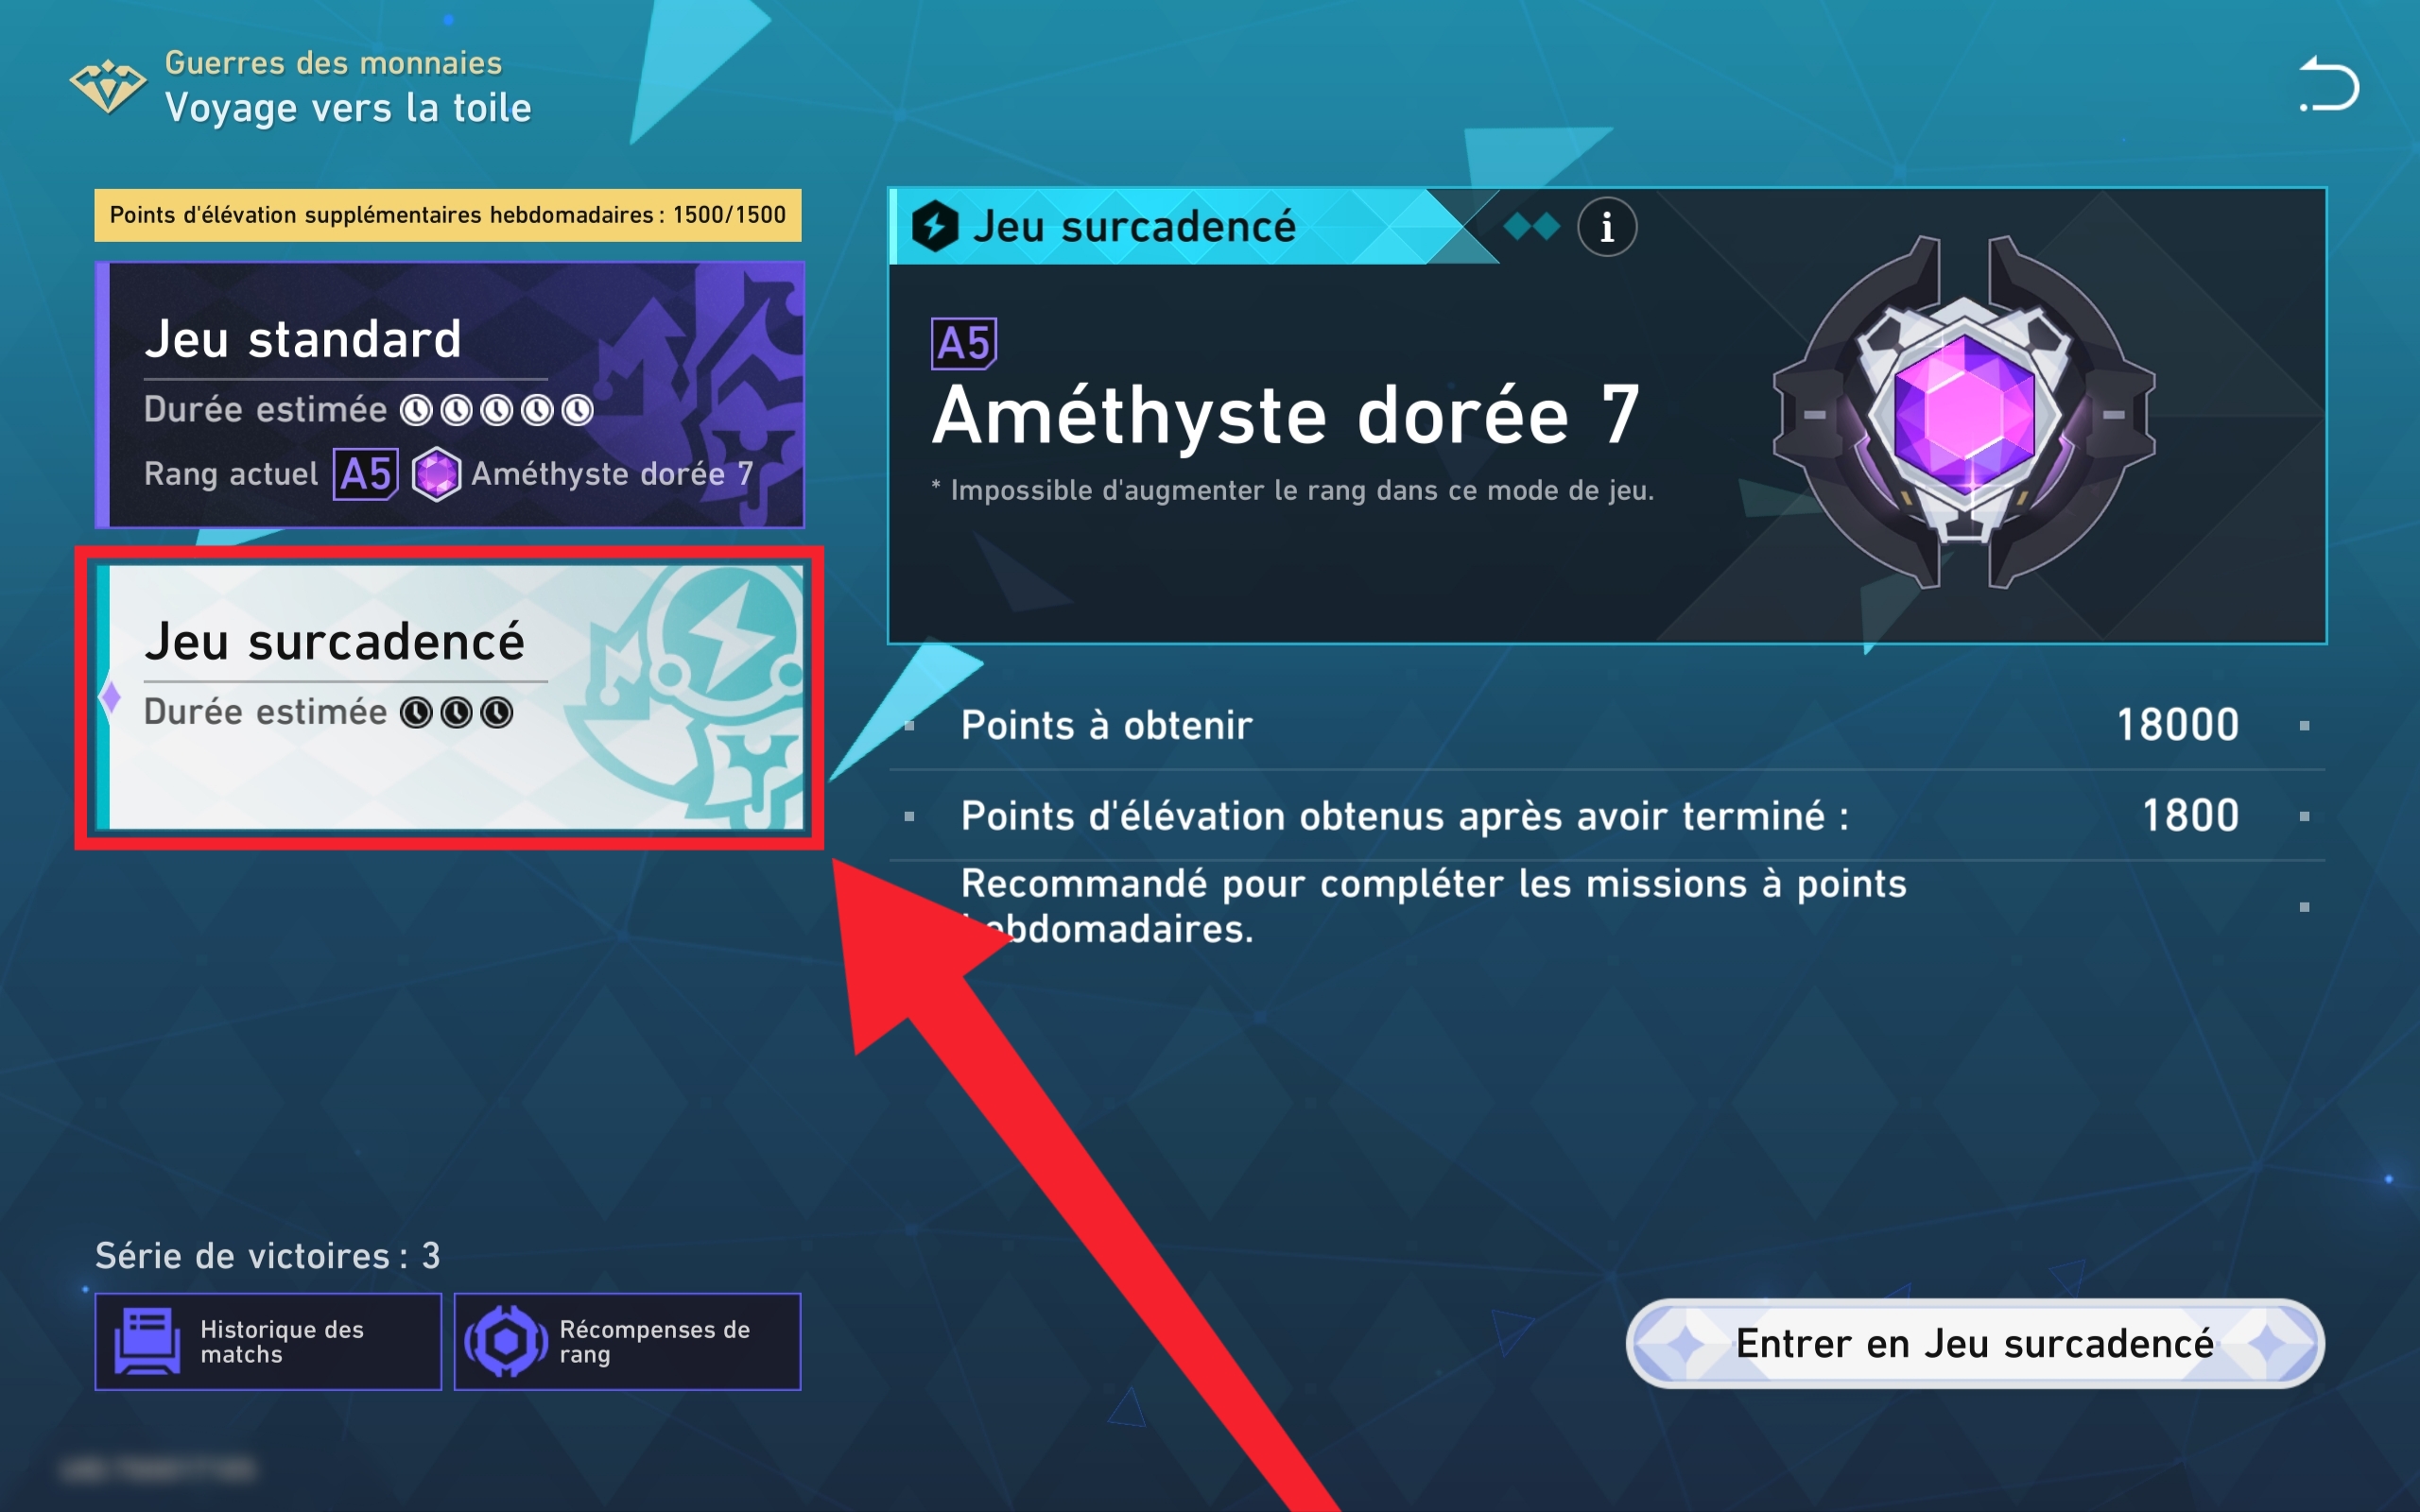 Guerres des monnaies
Voyage vers la toile
Points d'élévation supplémentaires hebdomadaires : 1500/1500
Jeu standard
Durée estimée
Rang actuel A5 Améthyste dorée 7
Jeu surcadencé
Durée estimée
Jeu surcadencé
A5
Améthyste dorée 7
* Impossible d'augmenter le rang dans ce mode de jeu.
Points à obtenir 18000
Points d'élévation obtenus après avoir terminé : 1800
Recommandé pour compléter les missions à points
hebdomadaires.
Série de victoires : 3
Historique des
matchs
Récompenses de
rang
Entrer en Jeu surcadencé